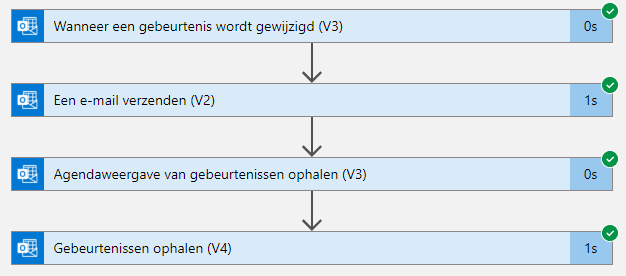 Wanneer een gebeurtenis wordt gewijzigd (V3) 0s
Een e-mail verzenden (V2) 1s
Agendaweergave van gebeurtenissen ophalen (V3) 0s
Gebeurtenissen ophalen (V4) 1s